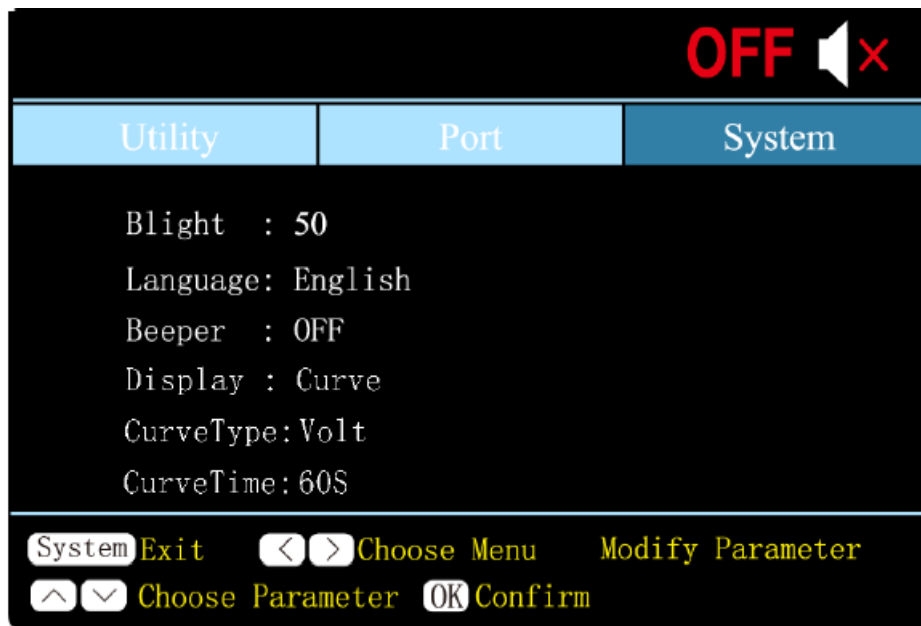 OFF
Utility Port System
Blight : 50
Language: English
Beeper : OFF
Display : Curve
CurveType:Volt
CurveTime:60S
System Exit < > Choose Menu Modify Parameter
Choose Parameter OK Confirm